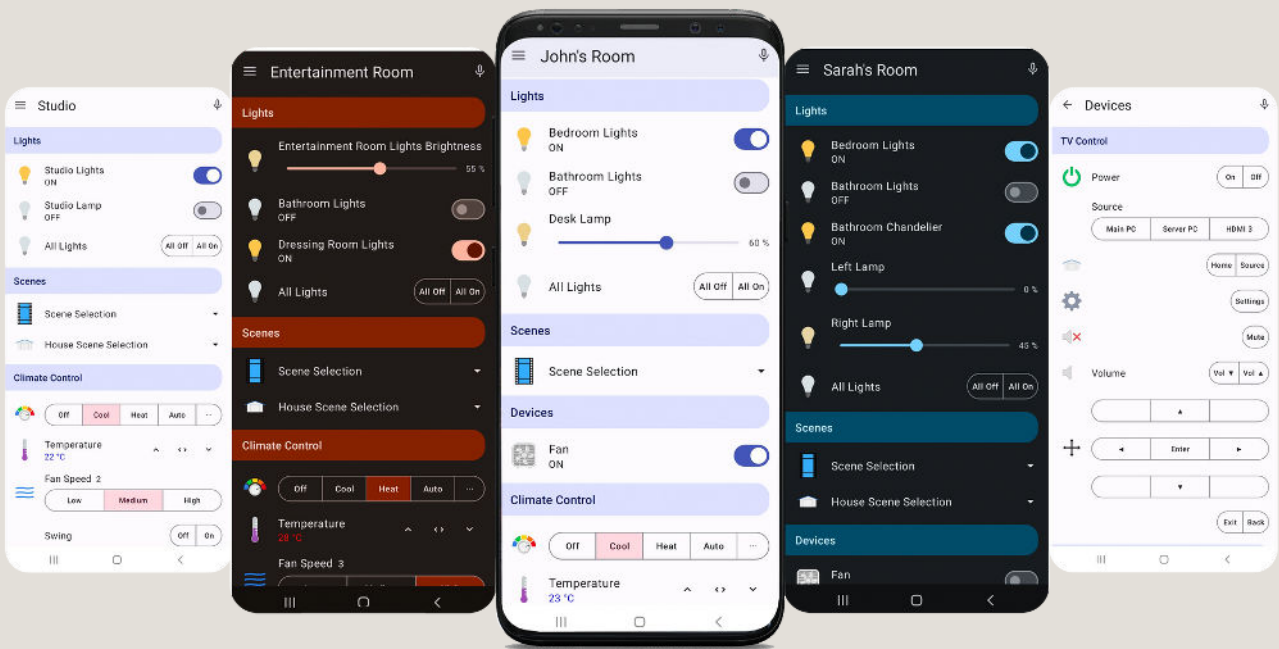 Studio
Lights
Studio Lights
ON
Studio Lamp
OFF
All Lights
All Off All On
Scenes
Scene Selection
House Scene Selection
Climate Control
Off Cool Heat Auto ...
Temperature
22 °C
Fan Speed 2
Low Medium High
Swing
Off On
Entertainment Room
Lights
Entertainment Room Lights Brightness
55 %
Bathroom Lights
OFF
Dressing Room Lights
ON
All Lights
All Off All On
Scenes
Scene Selection
House Scene Selection
Climate Control
Off Cool Heat Auto ...
Temperature
28 °C
Fan Speed 3
John's Room
Lights
Bedroom Lights
ON
Bathroom Lights
OFF
Desk Lamp
60 %
All Lights
All Off All On
Scenes
Scene Selection
Devices
Fan
ON
Climate Control
Off Cool Heat Auto ...
Temperature
23 °C
Sarah's Room
Lights
Bedroom Lights
ON
Bathroom Lights
OFF
Bathroom Chandelier
ON
Left Lamp
0 %
Right Lamp
45 %
All Lights
All Off All On
Scenes
Scene Selection
House Scene Selection
Devices
Fan
Devices
TV Control
Power
On Off
Source
Main PC Server PC HDMI 3
Home Source
Settings
Mute
Volume
Vol ▼ Vol ▲
▲
◄ Enter ►
▼
Exit Back